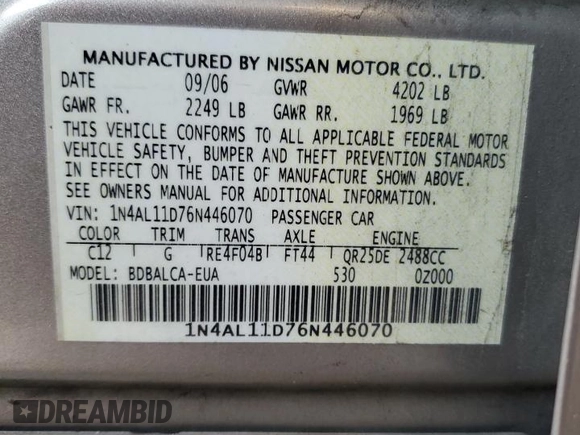 MANUFACTURED BY NISSAN MOTOR CO., LTD.
DATE 09/06 GVWR 4202 LB
GAWR FR. 2249 LB GAWR RR. 1969 LB
THIS VEHICLE CONFORMS TO ALL APPLICABLE FEDERAL MOTOR
VEHICLE SAFETY, BUMPER AND THEFT PREVENTION STANDARDS
IN EFFECT ON THE DATE OF MANUFACTURE SHOWN ABOVE.
SEE OWNERS MANUAL FOR ADDITIONAL INFORMATION.
VIN: 1N4AL11D76N446070 PASSENGER CAR
COLOR TRIM TRANS AXLE ENGINE
C12 G RE4F04B FT44 QR25DE 2488CC
MODEL: BDBALCA-EUA 530 0Z000
1N4AL11D76N446070
DREAMBID